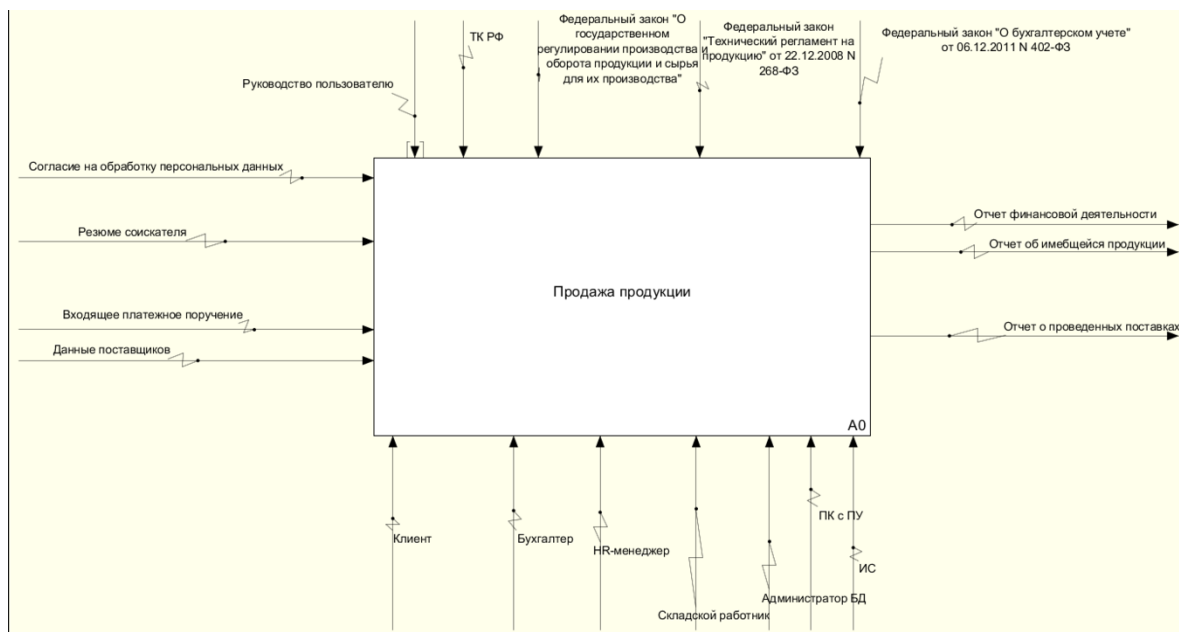 ТК РФ
Федеральный закон "О
государственном
регулировании производства и
оборота продукции и сырья
для их производства"
Федеральный закон
"Технический регламент на
продукцию" от 22.12.2008 N
268-ФЗ
Федеральный закон "О бухгалтерском учете"
от 06.12.2011 N 402-ФЗ
Руководство пользователю
Согласие на обработку персональных данных
Резюме соискателя
Входящее платежное поручение
Данные поставщиков
Продажа продукции
A0
Отчет финансовой деятельности
Отчет об имебщейся продукции
Отчет о проведенных поставках
Клиент
Бухгалтер
HR-менеджер
Складской работник
Администратор БД
ПК с ПУ
ИС